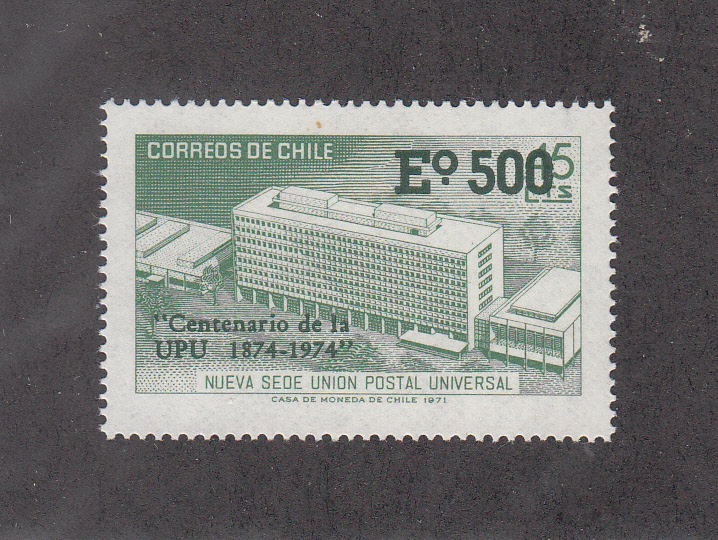 CORREOS DE CHILE
Eº 500
45
“Centenario de la
UPU 1874-1974”
NUEVA SEDE UNION POSTAL UNIVERSAL
CASA DE MONEDA DE CHILE 1971